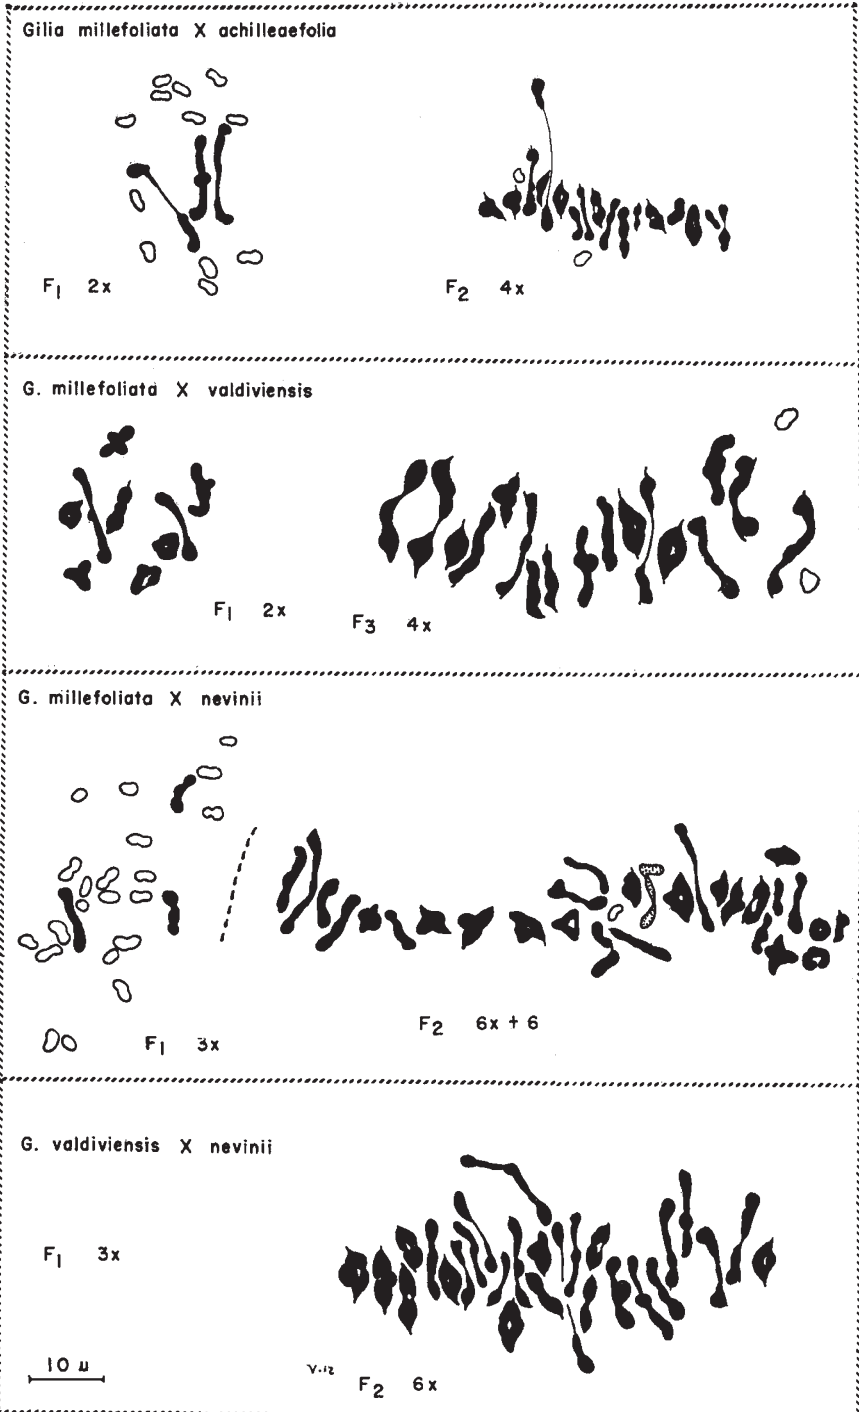 Gilia millefoliata X achilleaefolia
F1 2x
F2 4x
G. millefoliata X valdiviensis
F1 2x
F3 4x
G. millefoliata X nevinii
F1 3x
F2 6x + 6
G. valdiviensis X nevinii
F1 3x
10 µ
F2 6x